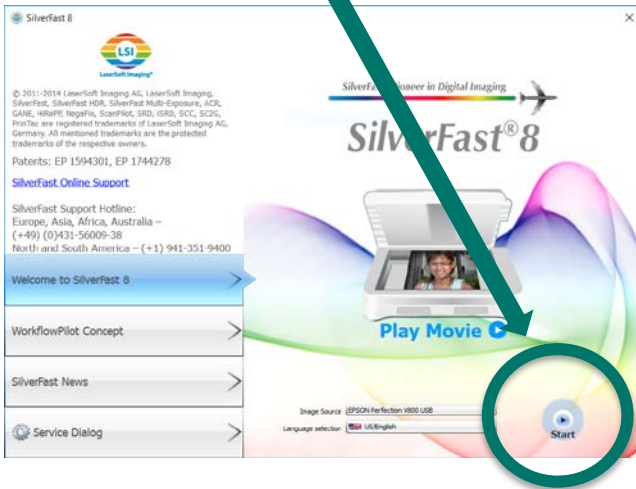 SilverFast 8
LSI
LaserSoft Imaging®
© 2011-2014 LaserSoft Imaging AG, LaserSoft Imaging,
SilverFast, SilverFast HDR, SilverFast Multi-Exposure, ACR,
GANE, HiRePP, NegaFix, ScanPilot, SRD, iSRD, SCC, SC2G,
PrinTao are registered trademarks of LaserSoft Imaging AG,
Germany. All mentioned trademarks are the protected
trademarks of the respective owners.
Patents: EP 1594301, EP 1744278
SilverFast Online Support
SilverFast Support Hotline:
Europe, Asia, Africa, Australia –
(+49) (0)431-56009-38
North and South America – (+1) 941-351-9400
Welcome to SilverFast 8
WorkflowPilot Concept
SilverFast News
Service Dialog
in Digital Imaging
SilverFast®8
Play Movie
Image Source EPSON Perfection V800 USB
Language selection US/English
Start